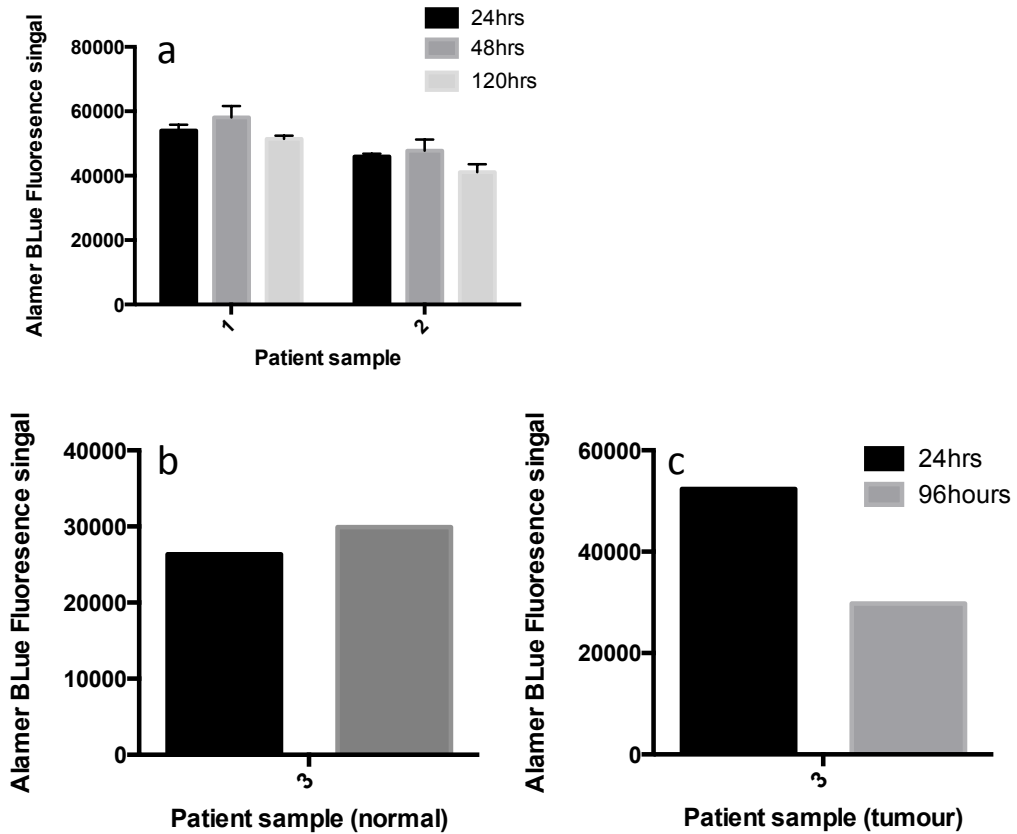 24hrs
48hrs
120hrs
a
80000
60000
40000
20000
0
Alamer BLue Fluoresence singal
1
2
Patient sample
b
40000
30000
20000
10000
0
Alamer BLue Fluoresence singal
3
Patient sample (normal)
c
24hrs
96hours
60000
40000
20000
0
Alamer BLue Fluoresence singal
3
Patient sample (tumour)